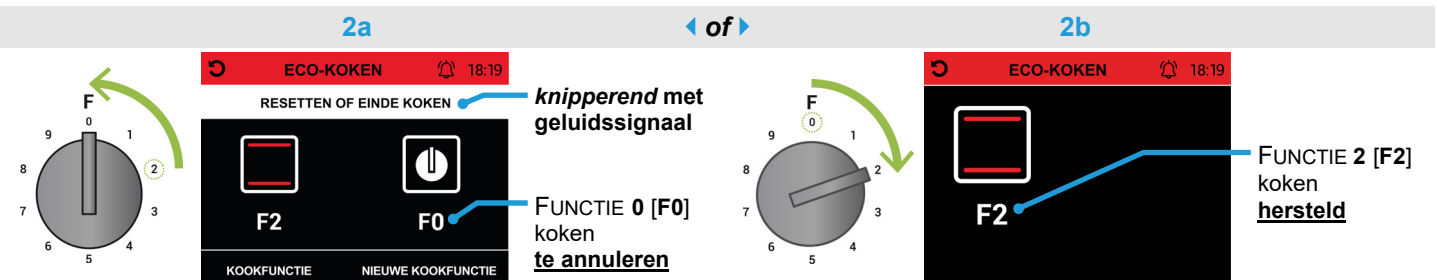 2a
of
2b
F
0
1
2
3
4
5
6
7
8
9
ECO-KOKEN 18:19
RESETTEN OF EINDE KOKEN
F2 F0
KOOKFUNCTIE NIEUWE KOOKFUNCTIE
knipperend met
geluidssignaal
FUNCTIE 0 [F0]
koken
te annuleren
F
0
1
2
3
4
5
6
7
8
9
ECO-KOKEN 18:19
F2
FUNCTIE 2 [F2]
koken
hersteld